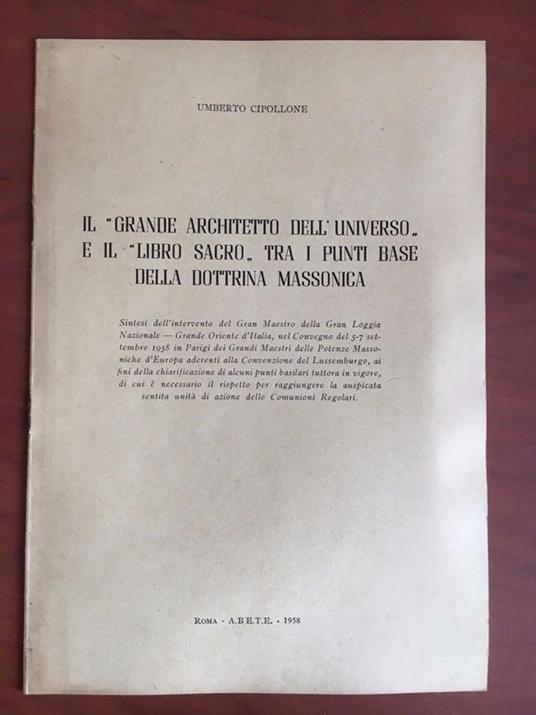 UMBERTO CIPOLLONE
IL "GRANDE ARCHITETTO DELL'UNIVERSO„
E IL "LIBRO SACRO„ TRA I PUNTI BASE
DELLA DOTTRINA MASSONICA
Sintesi dell'intervento del Gran Maestro della Gran Loggia
Nazionale — Grande Oriente d'Italia, nel Convegno del 5-7 set-
tembre 1958 in Parigi dei Grandi Maestri delle Potenze Masso-
niche d'Europa aderenti alla Convenzione del Lussemburgo, ai
fini della chiarificazione di alcuni punti basilari tuttora in vigore,
di cui è necessario il rispetto per raggiungere la auspicata
sentita unità di azione delle Comunioni Regolari.
ROMA - A.BE.T.E. - 1958